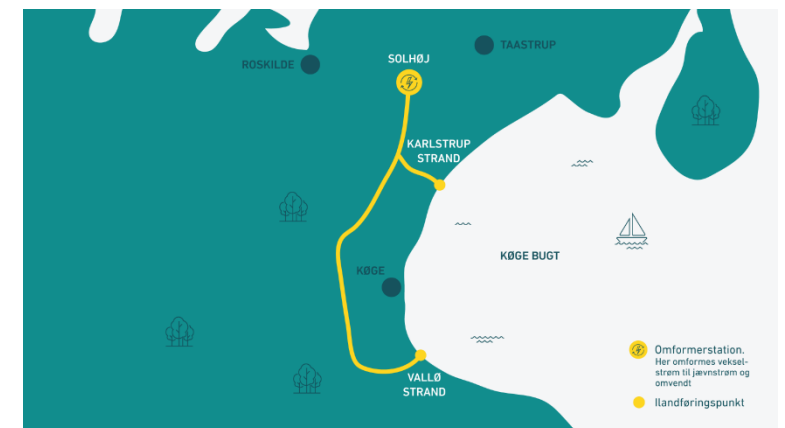 ROSKILDE
SOLHØJ
TAASTRUP
KARLSTRUP
STRAND
KØGE BUGT
KØGE
VALLØ
STRAND
Omformerstation.
Her omformes veksel-
strøm til jævnstrøm og
omvendt
Ilandføringspunkt